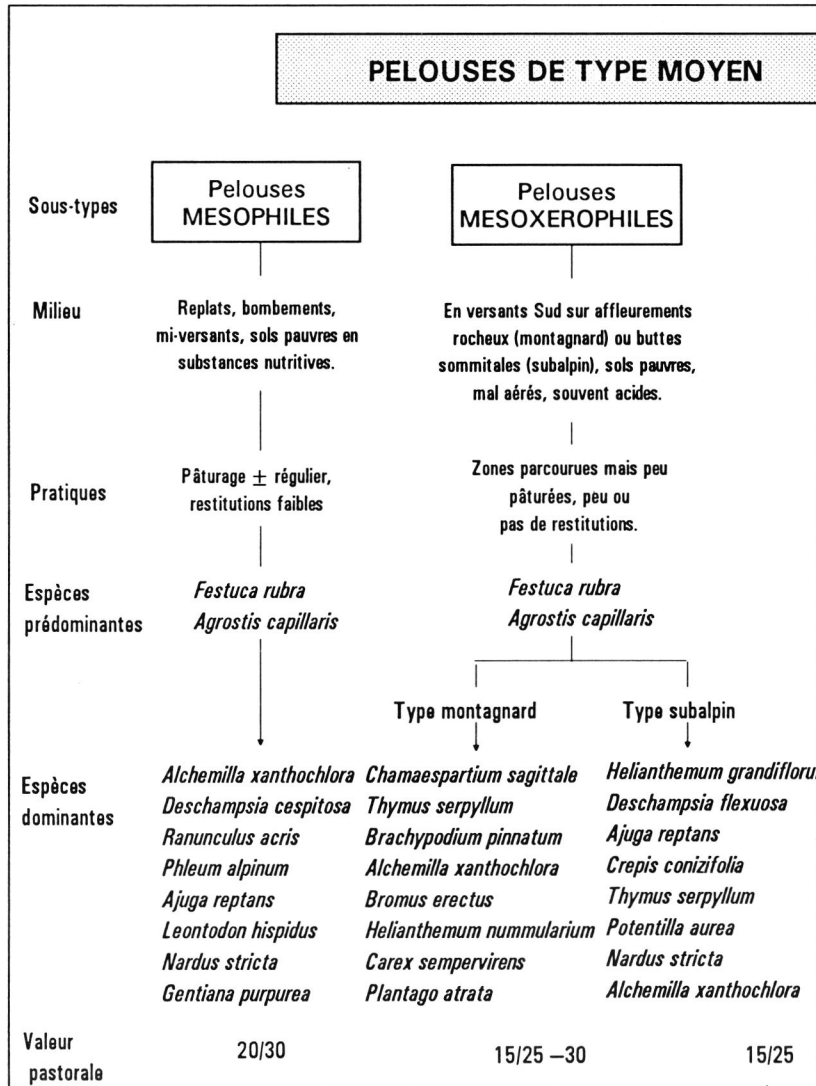 PELOUSES DE TYPE MOYEN
Sous-types
Pelouses
MESOPHILES
Pelouses
MESOXEROPHILES
Milieu
Replats, bombements,
mi-versants, sols pauvres en
substances nutritives.
En versants Sud sur affleurements
rocheux (montagnard) ou buttes
sommitales (subalpin), sols pauvres,
mal aérés, souvent acides.
Pratiques
Pâturage ± régulier,
restitutions faibles
Zones parcourues mais peu
pâturées, peu ou
pas de restitutions.
Espèces
prédominantes
Festuca rubra
Agrostis capillaris
Festuca rubra
Agrostis capillaris
Type montagnard
Type subalpin
Espèces
dominantes
Alchemilla xanthochlora
Deschampsia cespitosa
Ranunculus acris
Phleum alpinum
Ajuga reptans
Leontodon hispidus
Nardus stricta
Gentiana purpurea
Chamaespartium sagittale
Thymus serpyllum
Brachypodium pinnatum
Alchemilla xanthochlora
Bromus erectus
Helianthemum nummularium
Carex sempervirens
Plantago atrata
Helianthemum grandiflorum
Deschampsia flexuosa
Ajuga reptans
Crepis conizifolia
Thymus serpyllum
Potentilla aurea
Nardus stricta
Alchemilla xanthochlora
Valeur
pastorale
20/30
15/25 –30
15/25